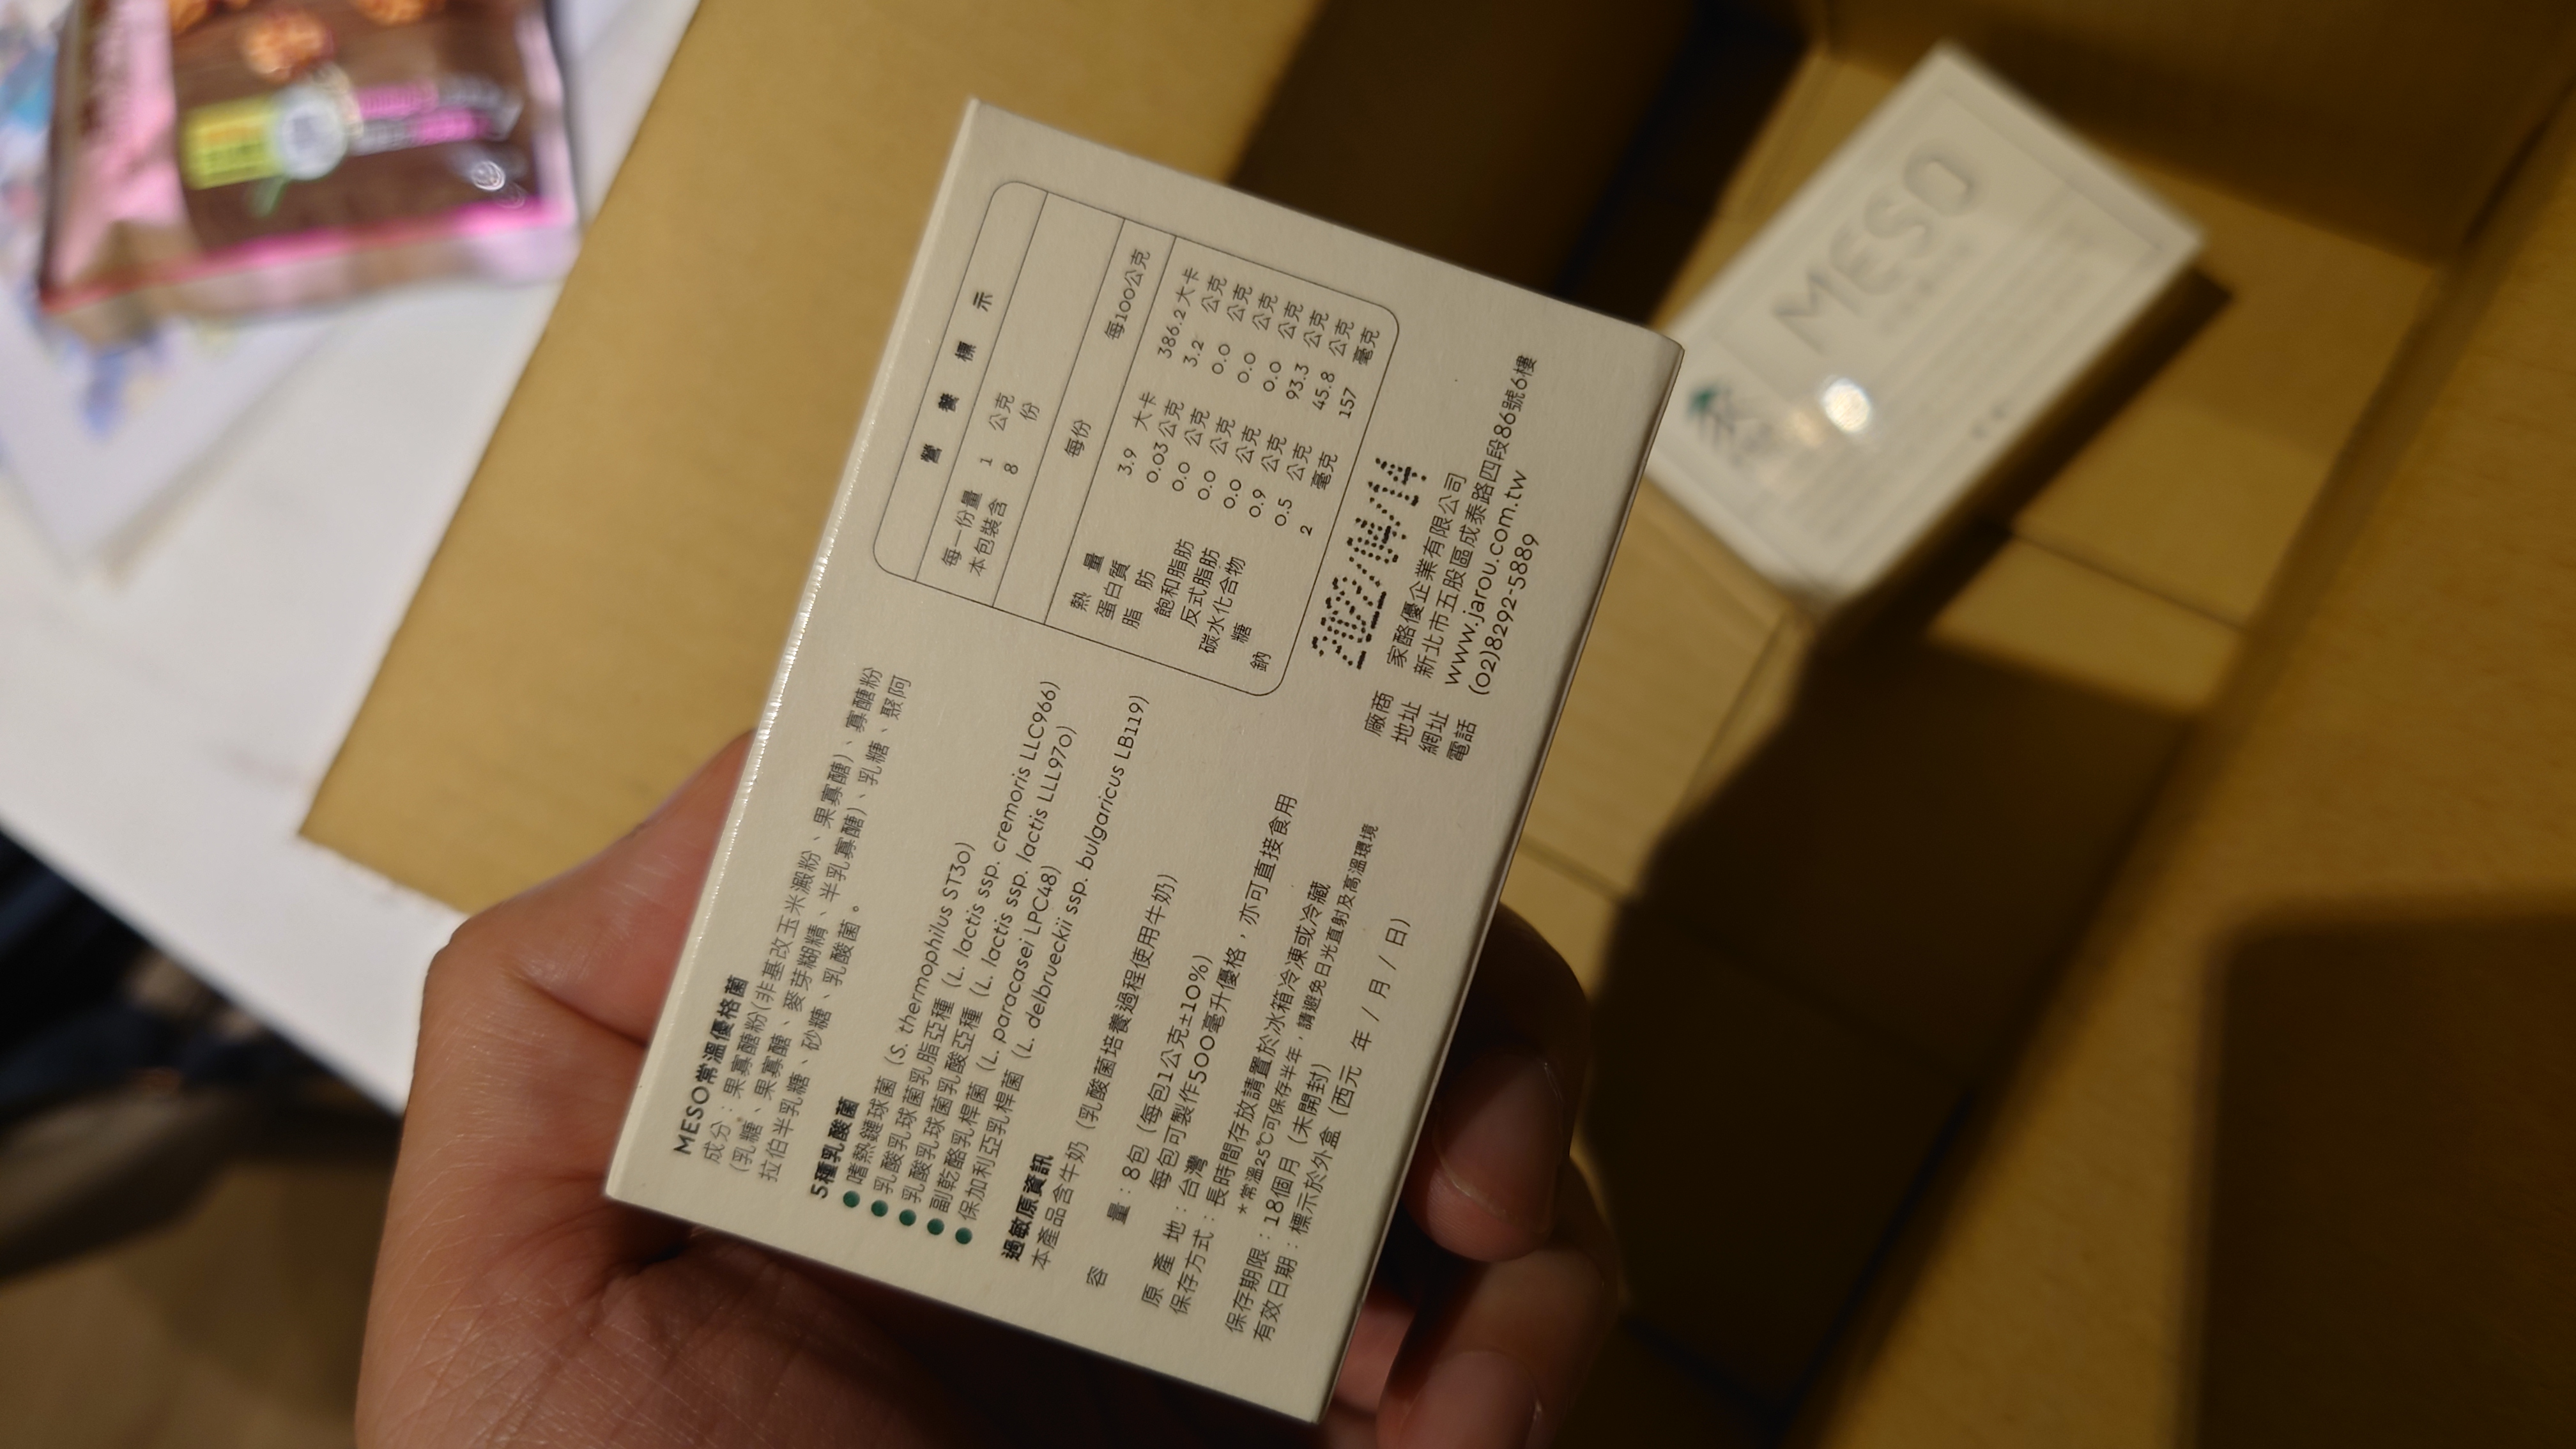 MESO常溫優格菌
成分：果寡醣粉(非基改玉米澱粉、果寡醣)、寡醣粉
(乳糖、果寡醣、麥芽糊精、半乳寡醣)、乳糖、聚阿
拉伯半乳糖、砂糖、乳酸菌。
5種乳酸菌
嗜熱鏈球菌 (S. thermophilus ST30)
乳酸乳球菌乳脂亞種 (L. lactis ssp. cremoris LLC966)
乳酸乳球菌乳酸亞種 (L. lactis ssp. lactis LLL970)
副乾酪乳桿菌 (L. paracasei LPC48)
保加利亞乳桿菌 (L. delbrueckii ssp. bulgaricus LB119)
過敏原資訊
本產品含牛奶 (乳酸菌培養過程使用牛奶)
容 量：8包 (每包1公克±10%)
每包可製作500毫升優格，亦可直接食用
原 產 地：台灣
保存方式：長時間存放請置於冰箱冷凍或冷藏
*常溫25℃可保存半年，請避免日光直射及高溫環境
保存期限：18個月 (未開封)
有效日期：標示於外盒 (西元 年 / 月 / 日)
營 養 標 示
每一份量 1 公克
本包裝含 8 份
每份 每100公克
熱 量 3.9 大卡 386.2 大卡
蛋白質 0.03 公克 3.2 公克
脂 肪 0.0 公克 0.0 公克
飽和脂肪 0.0 公克 0.0 公克
反式脂肪 0.0 公克 0.0 公克
碳水化合物 0.9 公克 93.3 公克
糖 0.5 公克 45.8 公克
鈉 2 毫克 157 毫克
廠商 家酪優企業有限公司
地址 新北市五股區成泰路四段86號6樓
網址 www.jarou.com.tw
電話 (02)8292-5889
MESO